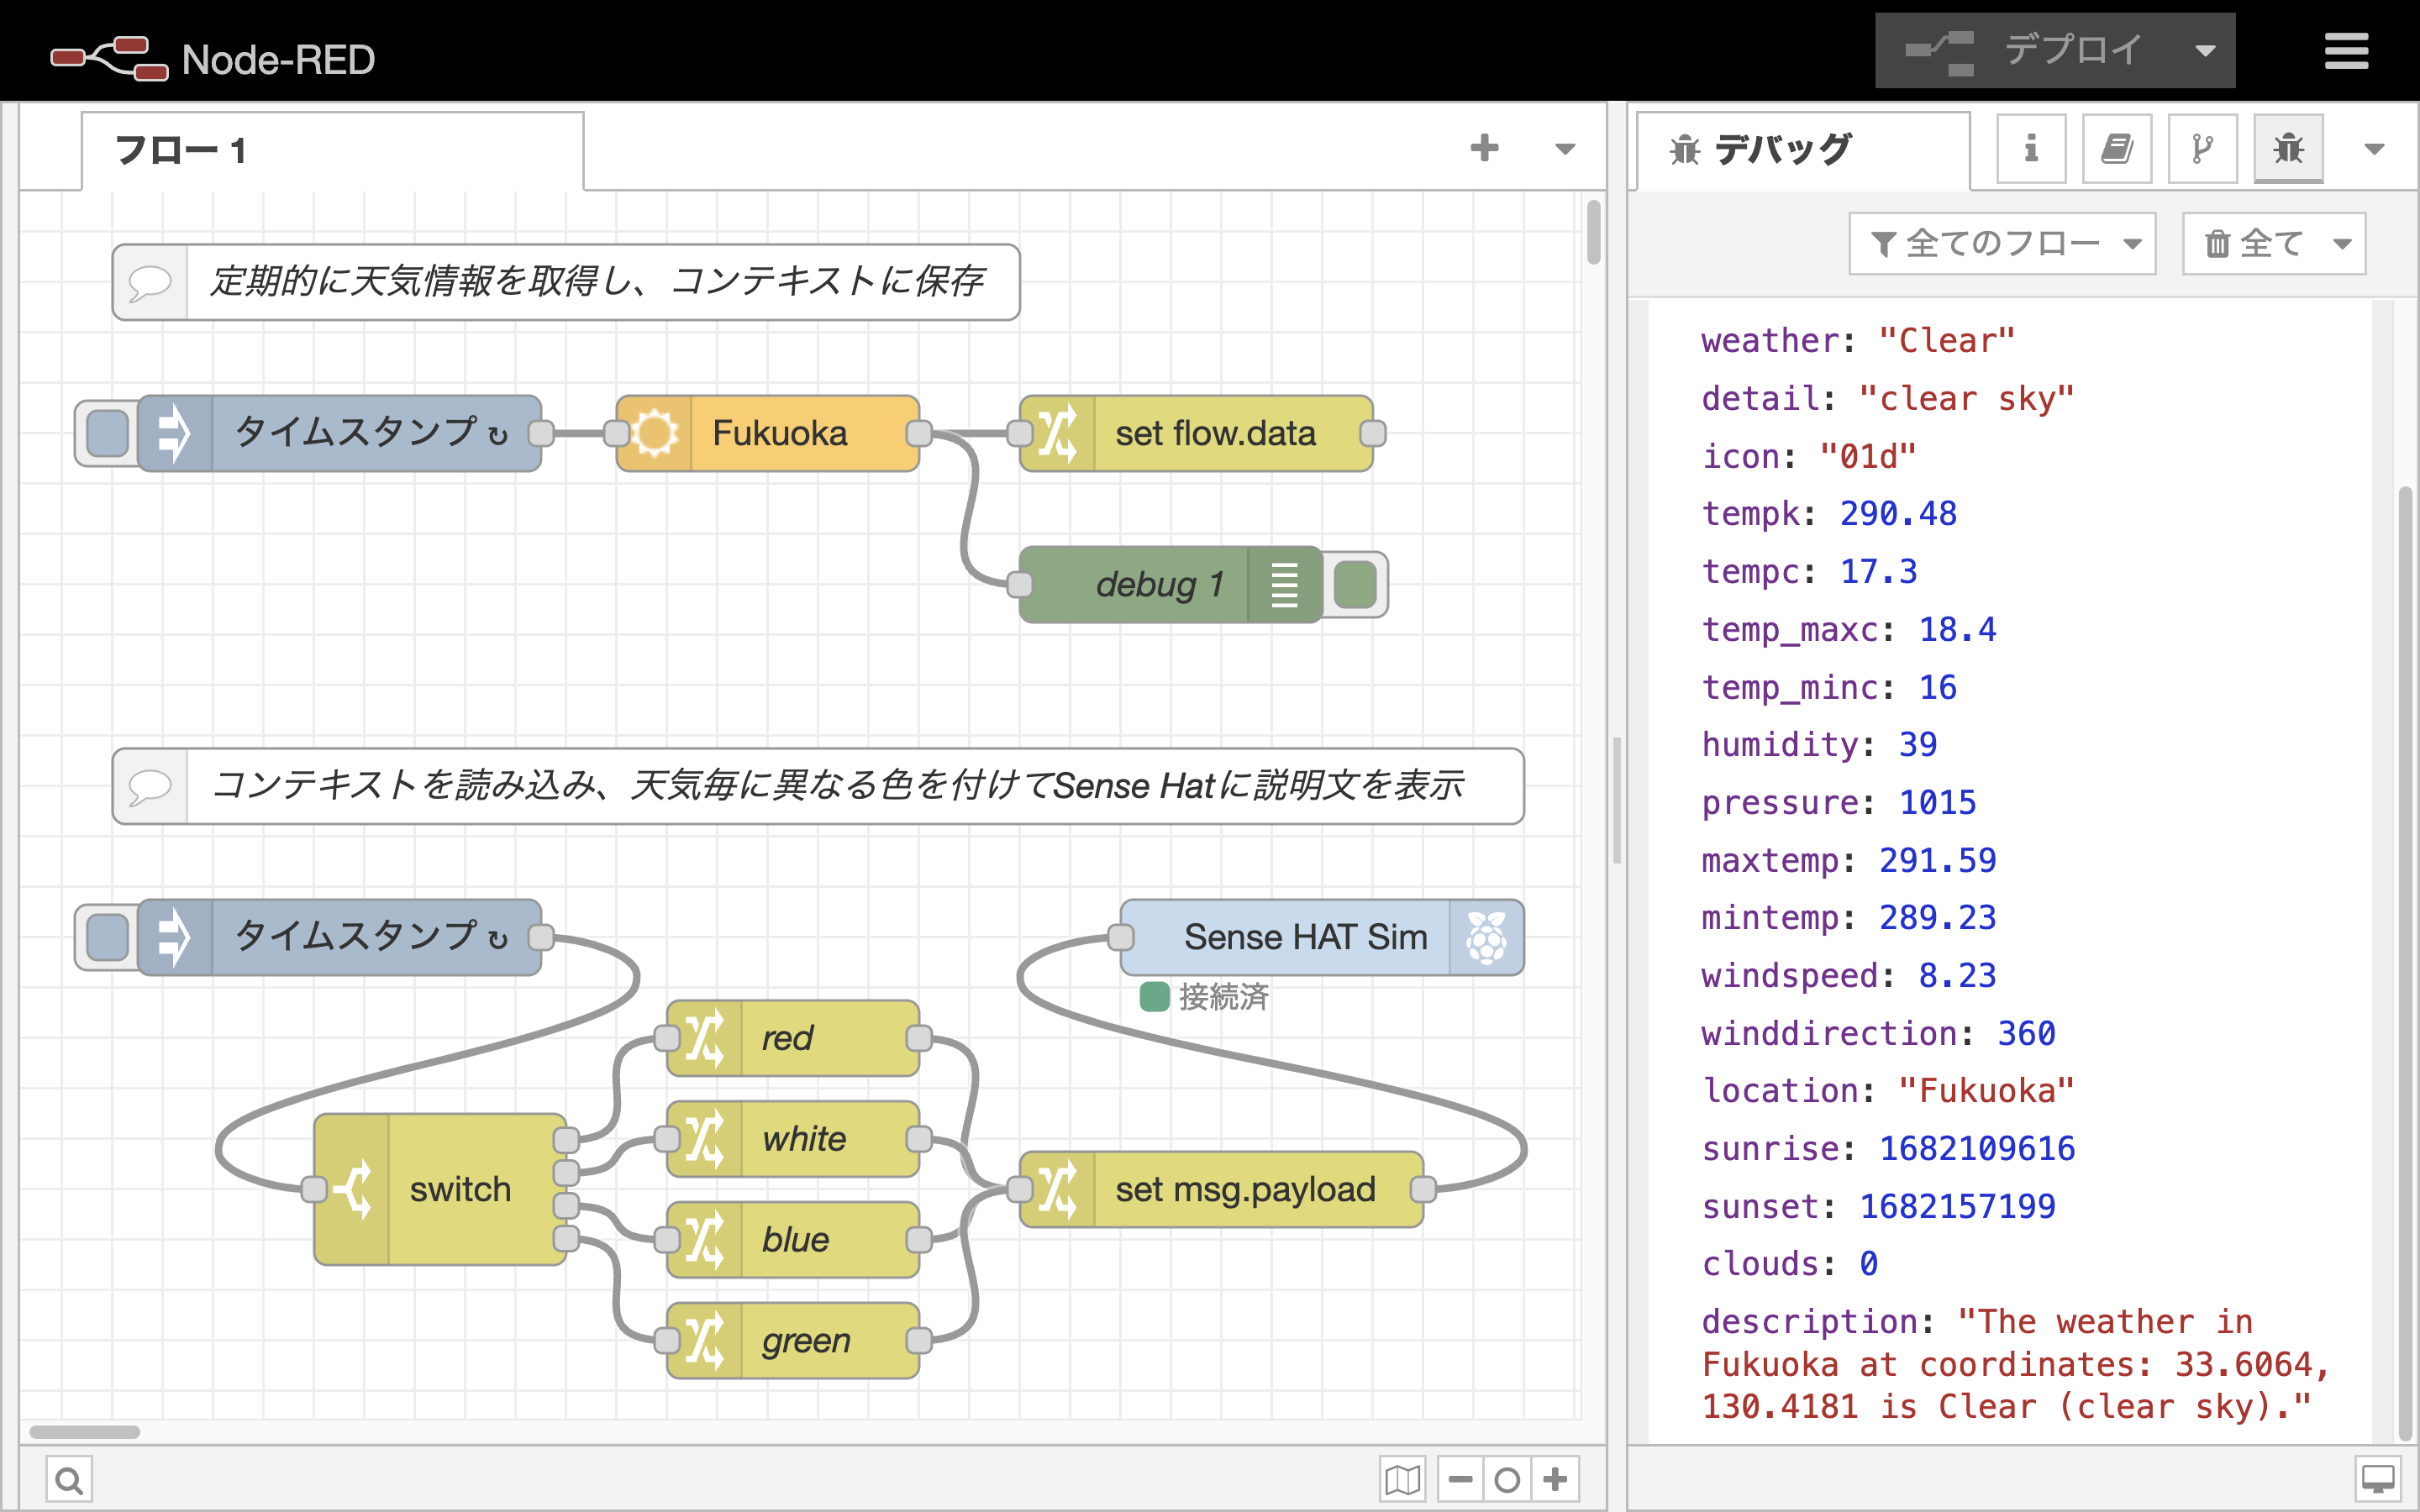 Node-RED
デプロイ
フロー 1
デバッグ
全てのフロー
全て
定期的に天気情報を取得し、コンテキストに保存
タイムスタンプ ↻
Fukuoka
set flow.data
debug 1
コンテキストを読み込み、天気毎に異なる色を付けてSense Hatに説明文を表示
タイムスタンプ ↻
Sense HAT Sim
接続済
red
white
switch
set msg.payload
blue
green
weather: "Clear"
detail: "clear sky"
icon: "01d"
tempk: 290.48
tempc: 17.3
temp_maxc: 18.4
temp_minc: 16
humidity: 39
pressure: 1015
maxtemp: 291.59
mintemp: 289.23
windspeed: 8.23
winddirection: 360
location: "Fukuoka"
sunrise: 1682109616
sunset: 1682157199
clouds: 0
description: "The weather in
Fukuoka at coordinates: 33.6064,
130.4181 is Clear (clear sky)."